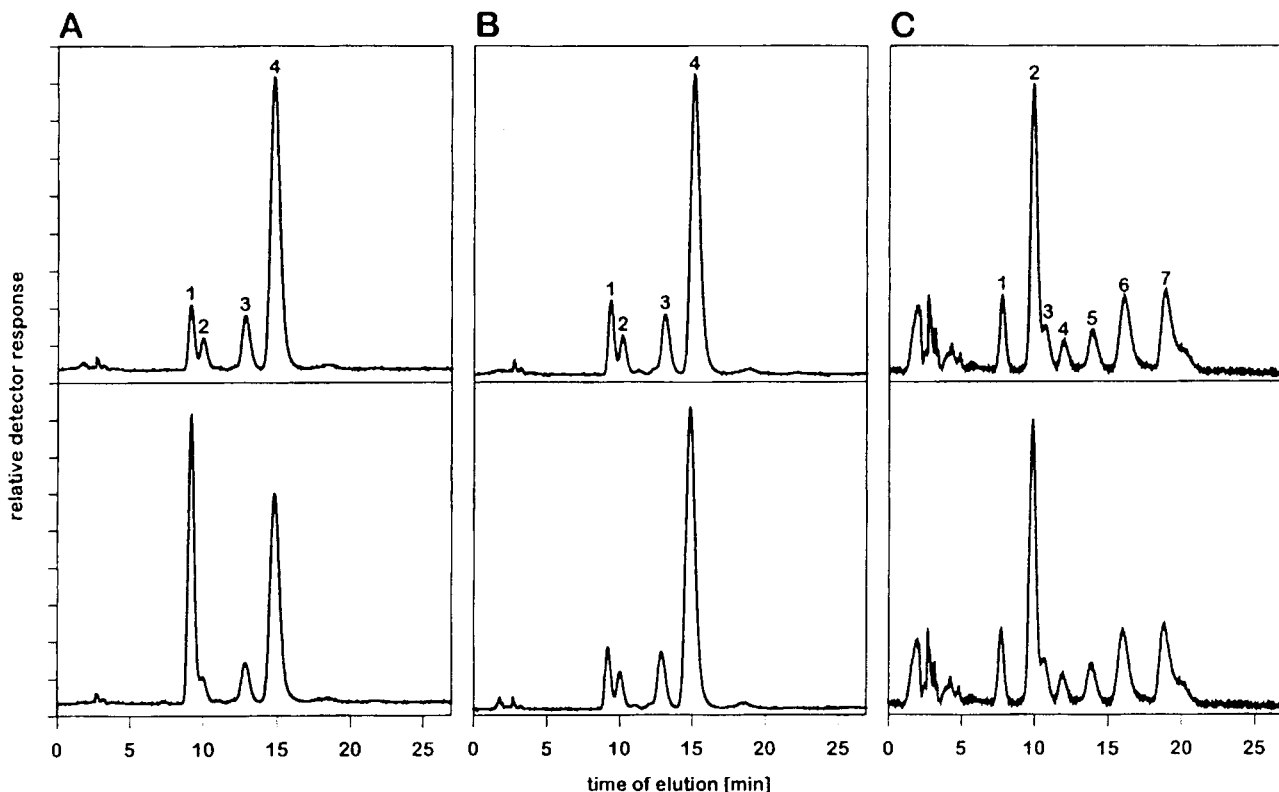 A B C
4 4 2
1 2 3 1 2 3 1 3 4 5 6 7
relative detector response
0 5 10 15 20 25 0 5 10 15 20 25 0 5 10 15 20 25
time of elution [min]